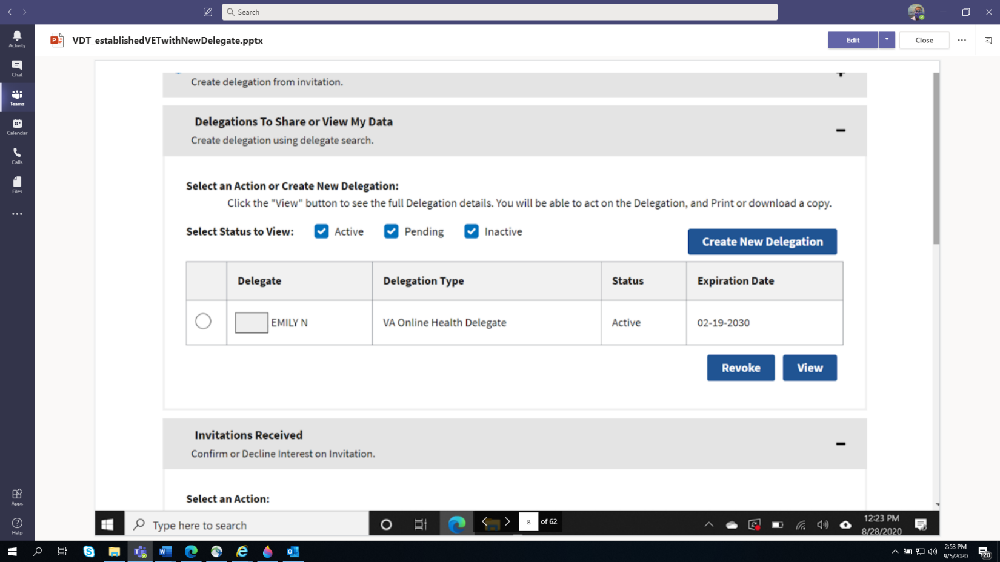 Search
Activity
Chat
Teams
Calendar
Calls
Files
Apps
Help
VDT_establishedVETwithNewDelegate.pptx
Edit
Close
Create delegation from invitation.
Delegations To Share or View My Data
Create delegation using delegate search.
Select an Action or Create New Delegation:
Click the "View" button to see the full Delegation details. You will be able to act on the Delegation, and Print or download a copy.
Select Status to View: Active Pending Inactive
Create New Delegation
Delegate Delegation Type Status Expiration Date
EMILY N VA Online Health Delegate Active 02-19-2030
Revoke View
Invitations Received
Confirm or Decline Interest on Invitation.
Select an Action:
Type here to search
8 of 62
12:23 PM
8/28/2020
2:53 PM
9/5/2020
20